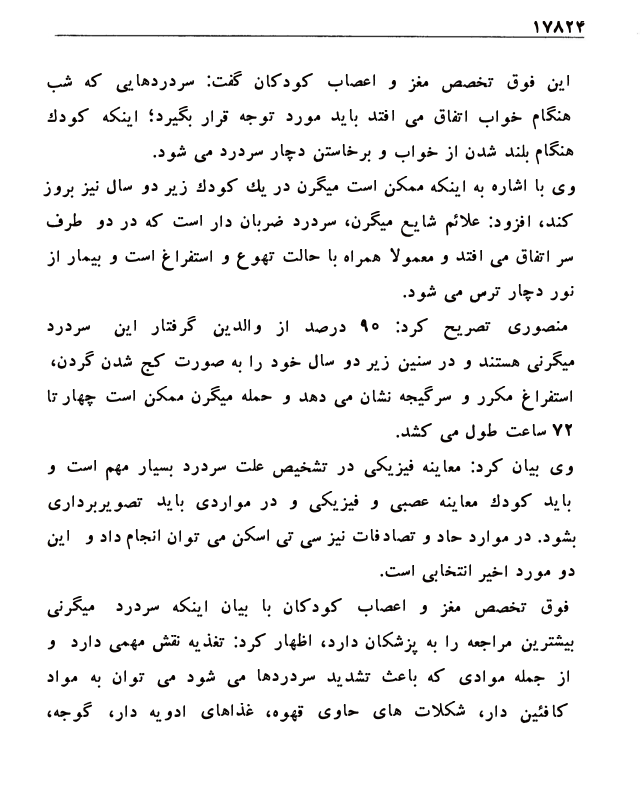 ۱۷۸۲۴
این فوق تخصص مغز و اعصاب کودکان گفت: سردردهایی که شب
هنگام خواب اتفاق می افتد باید مورد توجه قرار بگیرد؛ اینکه کودك
هنگام بلند شدن از خواب و برخاستن دچار سردرد می شود.
وی با اشاره به اینکه ممکن است میگرن در یك کودك زیر دو سال نیز بروز
کند، افزود: علائم شایع میگرن، سردرد ضربان دار است که در دو طرف
سر اتفاق می افتد و معمولا همراه با حالت تهوع و استفراغ است و بیمار از
نور دچار ترس می شود.
منصوری تصریح کرد: ۹۵ درصد از والدین گرفتار این سردرد
میگرنی هستند و در سنین زیر دو سال خود را به صورت کج شدن گردن،
استفراغ مکرر و سرگیجه نشان می دهد و حمله میگرن ممکن است چهار تا
۷۲ ساعت طول می کشد.
وی بیان کرد: معاینه فیزیکی در تشخیص علت سردرد بسیار مهم است و
باید کودك معاینه عصبی و فیزیکی و در مواردی باید تصویربرداری
بشود. در موارد حاد و تصادفات نیز سی تی اسکن می توان انجام داد و این
دو مورد اخیر انتخابی است.
فوق تخصص مغز و اعصاب کودکان با بیان اینکه سردرد میگرنی
بیشترین مراجعه را به پزشکان دارد، اظهار کرد: تغذیه نقش مهمی دارد و
از جمله موادی که باعث تشدید سردردها می شود می توان به مواد
کافئین دار، شکلات های حاوی قهوه، غذاهای ادویه دار، گوجه،